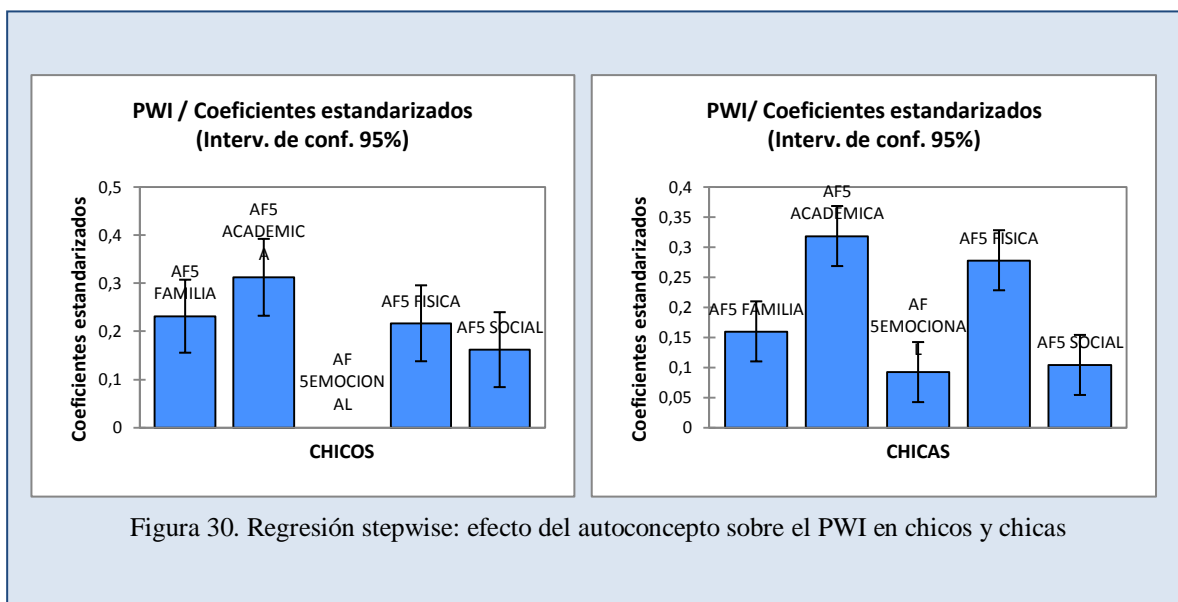 PWI / Coeficientes estandarizados
(Interv. de conf. 95%)
Coeficientes estandarizados
0,5
0,4
0,3
0,2
0,1
0
AF5
FAMILIA
AF5
ACADEMIC
A
AF
5EMOCION
AL
AF5 FISICA
AF5 SOCIAL
CHICOS
PWI/ Coeficientes estandarizados
(Interv. de conf. 95%)
Coeficientes estandarizados
0,4
0,35
0,3
0,25
0,2
0,15
0,1
0,05
0
AF5 FAMILIA
AF5
ACADEMICA
AF
5EMOCIONA
L
AF5 FISICA
AF5 SOCIAL
CHICAS
Figura 30. Regresión stepwise: efecto del autoconcepto sobre el PWI en chicos y chicas